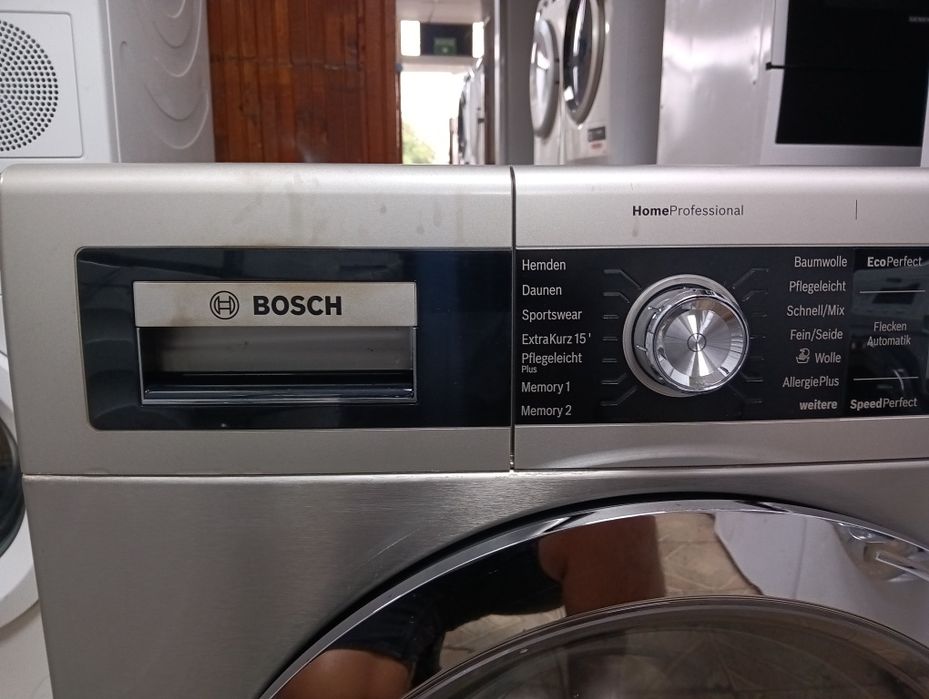 HomeProfessional
BOSCH
Hemden
Daunen
Sportswear
ExtraKurz 15'
Pflegeleicht
Plus
Memory 1
Memory 2
Baumwolle
Pflegeleicht
Schnell/Mix
Fein/Seide
Wolle
AllergiePlus
weitere
EcoPerfect
Flecken
Automatik
SpeedPerfect